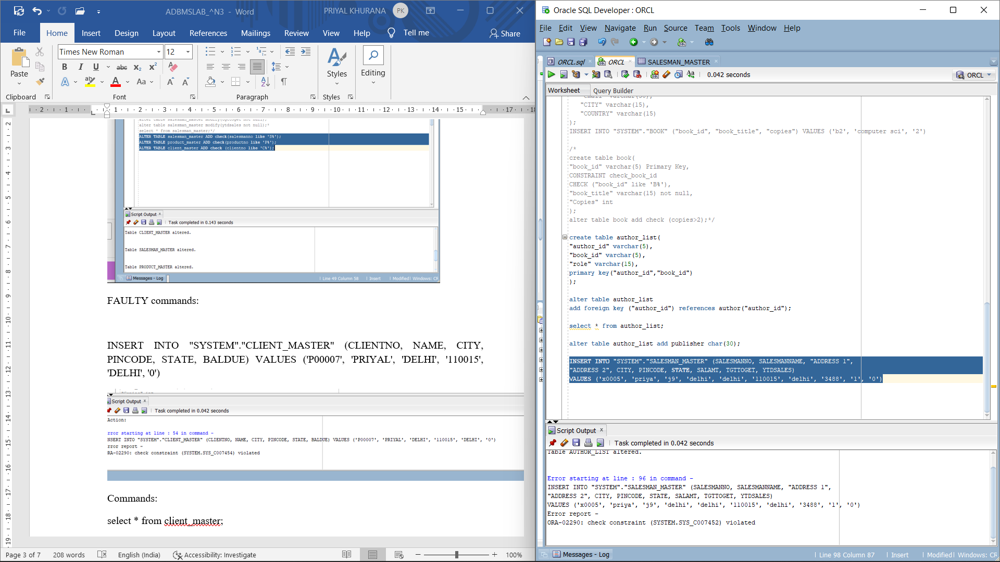 ADBMSLAB_^N3 - Word
PRIYAL KHURANA
PK
File Home Insert Design Layout References Mailings Review View Help Tell me Share
Times New Roman 12
Paste
Styles
Editing
Clipboard Font Paragraph Styles
select * from salesman_master;*/
alter table salesman_master modify(ytdsales not null);*
ALTER TABLE salesman_master ADD check(salesmanno like 'S%');
ALTER TABLE product_master ADD check(productno like 'P%');
ALTER TABLE client_master ADD check (clientno like 'C%');
Script Output
Task completed in 0.143 seconds
Table CLIENT_MASTER altered.
Table SALESMAN_MASTER altered.
Table PRODUCT_MASTER altered.
Messages - Log
Line 49 Column 58 Insert Modified Windows: CR
FAULTY commands:
INSERT INTO "SYSTEM"."CLIENT_MASTER" (CLIENTNO, NAME, CITY,
PINCODE, STATE, BALDUE) VALUES ('P00007', 'PRIYAL', 'DELHI', '110015',
'DELHI', '0')
Script Output
Task completed in 0.042 seconds
Action:
rror starting at line : 54 in command -
NSERT INTO "SYSTEM"."CLIENT_MASTER" (CLIENTNO, NAME, CITY, PINCODE, STATE, BALDUE) VALUES ('P00007', 'PRIYAL', 'DELHI', '110015', 'DELHI', '0')
rror report -
RA-02290: check constraint (SYSTEM.SYS_C007454) violated
Commands:
select * from client_master;
Page 3 of 7 208 words English (India) Accessibility: Investigate 100%
Oracle SQL Developer : ORCL
File Edit View Navigate Run Source Team Tools Window Help
ORCL.sql ORCL SALESMAN_MASTER
0.042 seconds
ORCL
Worksheet Query Builder
"CITY" varchar(15),
"COUNTRY" varchar(15)
);
INSERT INTO "SYSTEM"."BOOK" ("book_id", "book_title", "copies") VALUES ('b2', 'computer sci', '2')
/*
create table book(
"book_id" varchar(5) Primary Key,
CONSTRAINT check_book_id
CHECK ("book_id" like 'B%'),
"book_title" varchar(15) not null,
"Copies" int
);
alter table book add check (copies>2);*/
create table author_list(
"author_id" varchar(5),
"book_id" varchar(5),
"role" varchar(15),
primary key("author_id","book_id")
);
alter table author_list
add foreign key ("author_id") references author("author_id");
select * from author_list;
alter table author_list add publisher char(30);
INSERT INTO "SYSTEM"."SALESMAN_MASTER" (SALESMANNO, SALESMANNAME, "ADDRESS 1",
"ADDRESS 2", CITY, PINCODE, STATE, SALAMT, TGTTOGET, YTDSALES)
VALUES ('x0005', 'priya', 'j9', 'delhi', 'delhi', '110015', 'delhi', '3488', '1', '0')
Script Output
Task completed in 0.042 seconds
Table AUTHOR_LIST altered.
Error starting at line : 96 in command -
INSERT INTO "SYSTEM"."SALESMAN_MASTER" (SALESMANNO, SALESMANNAME, "ADDRESS 1",
"ADDRESS 2", CITY, PINCODE, STATE, SALAMT, TGTTOGET, YTDSALES)
VALUES ('x0005', 'priya', 'j9', 'delhi', 'delhi', '110015', 'delhi', '3488', '1', '0')
Error report -
ORA-02290: check constraint (SYSTEM.SYS_C007452) violated
Messages - Log
Line 98 Column 87 Insert Modified Windows: CR